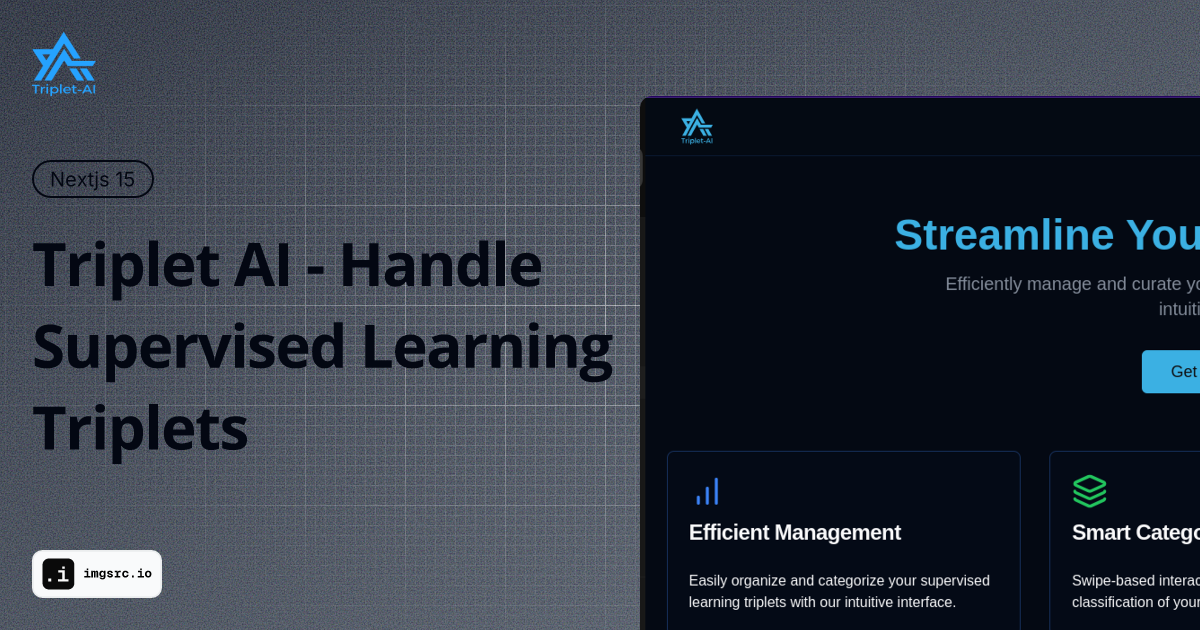 Triplet-AI
Nextjs 15
Triplet AI - Handle
Supervised Learning
Triplets
.i imgsrc.io
Triplet-AI
Streamline You
Efficiently manage and curate yo
intuiti
Get
Efficient Management
Easily organize and categorize your supervised
learning triplets with our intuitive interface.
Smart Catego
Swipe-based interac
classification of your